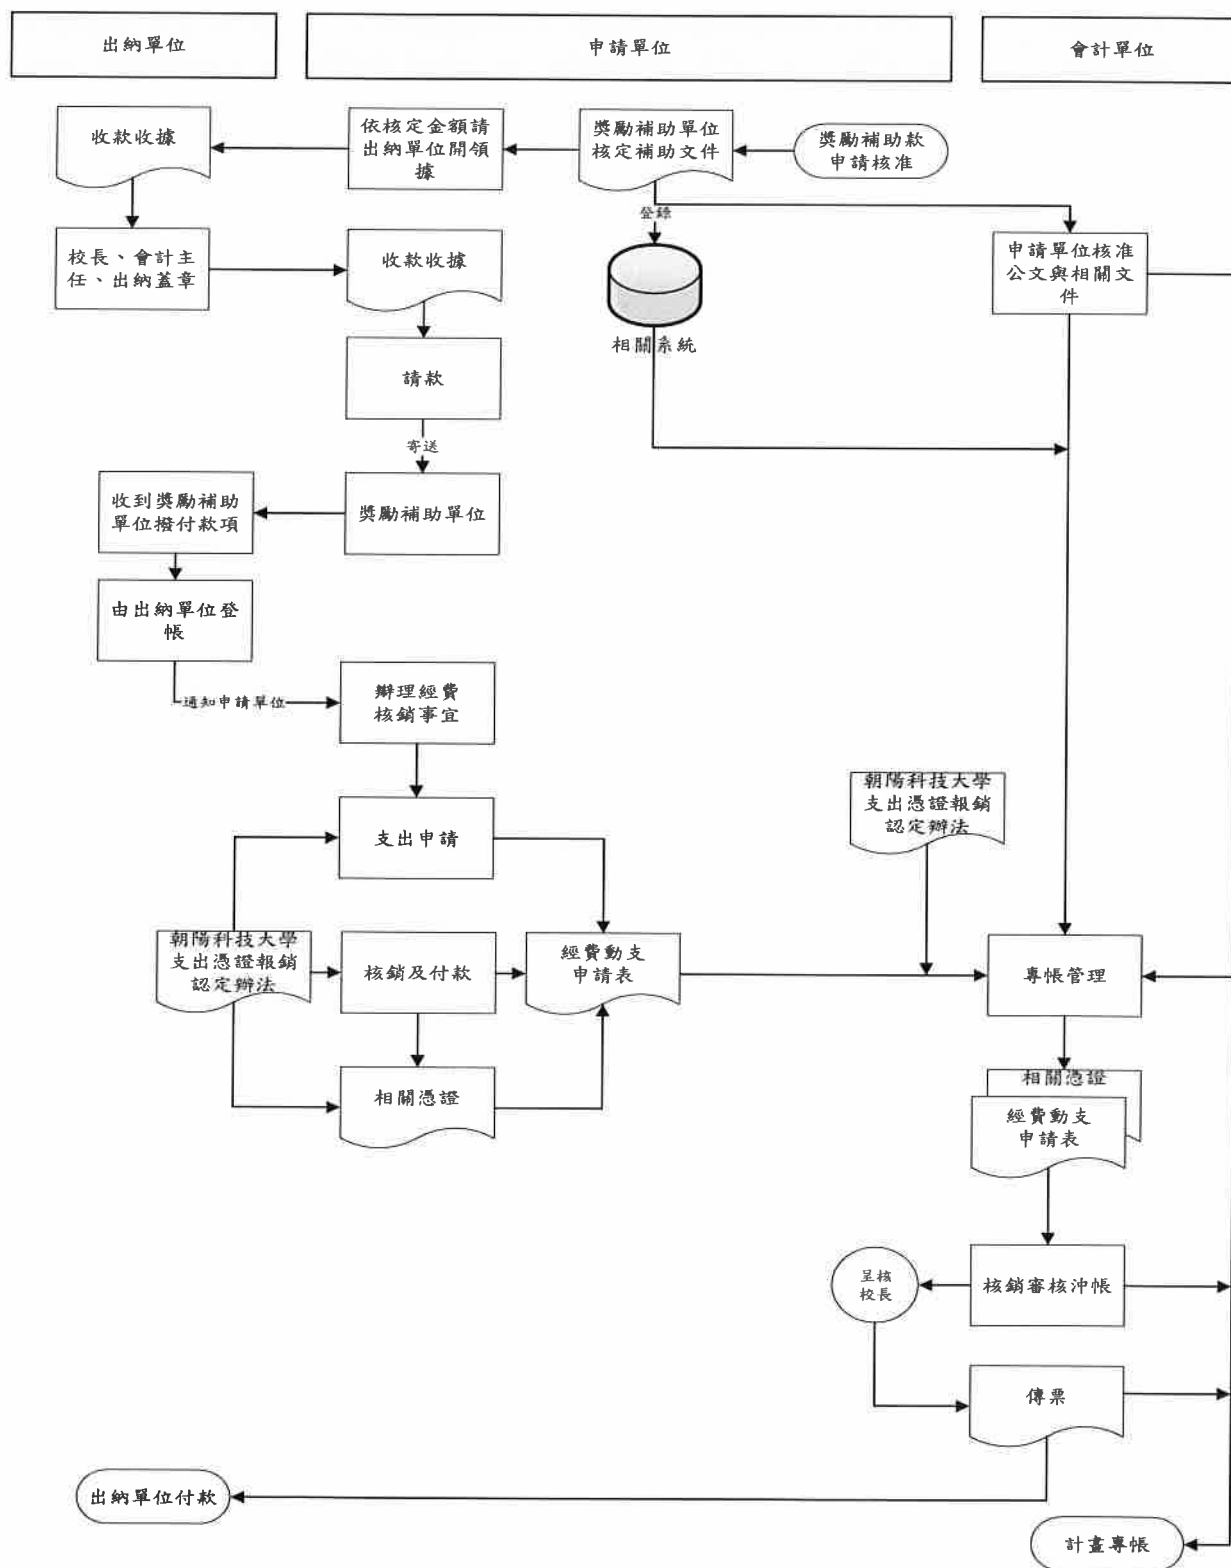 出納單位
申請單位
會計單位
收款收據
依核定金額請
出納單位開領
據
獎勵補助單位
核定補助文件
獎勵補助款
申請核准
登錄
校長、會計主
任、出納蓋章
收款收據
申請單位核准
公文與相關文
件
相關系統
請款
寄送
收到獎勵補助
單位撥付款項
獎勵補助單位
由出納單位登
帳
通知申請單位
辦理經費
核銷事宜
朝陽科技大學
支出憑證報銷
認定辦法
支出申請
朝陽科技大學
支出憑證報銷
認定辦法
核銷及付款
經費動支
申請表
專帳管理
相關憑證
相關憑證
經費動支
申請表
呈核
校長
核銷審核沖帳
傳票
出納單位付款
計畫專帳